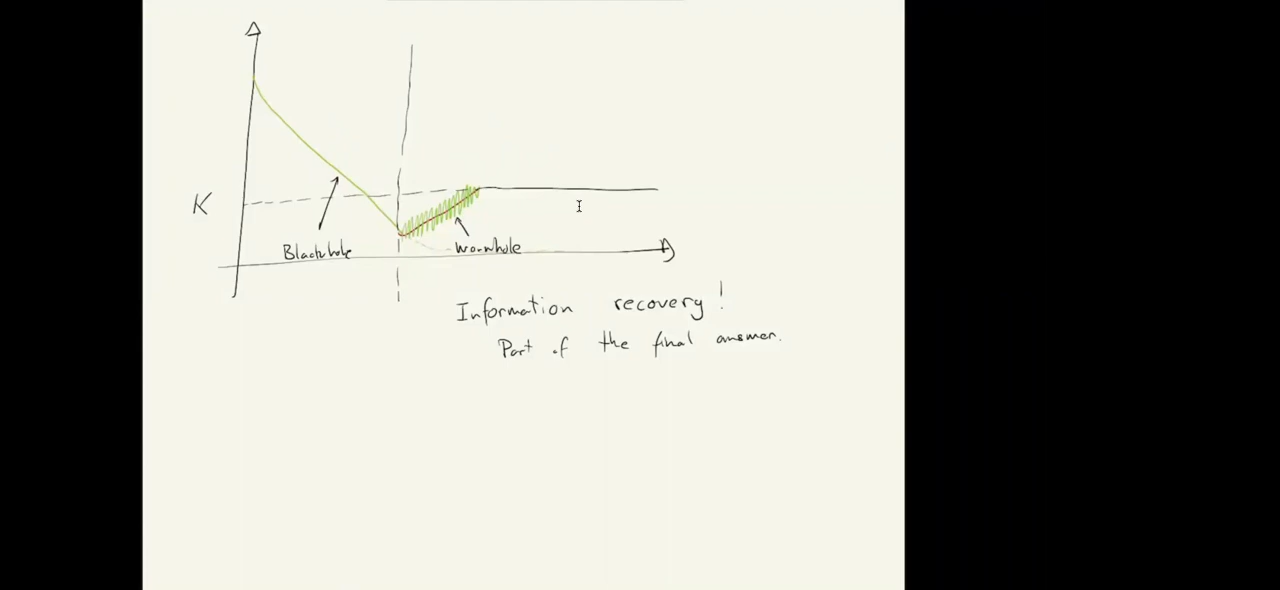 K
Blackhole
Wormhole
Information recovery!
Part of the final answer.